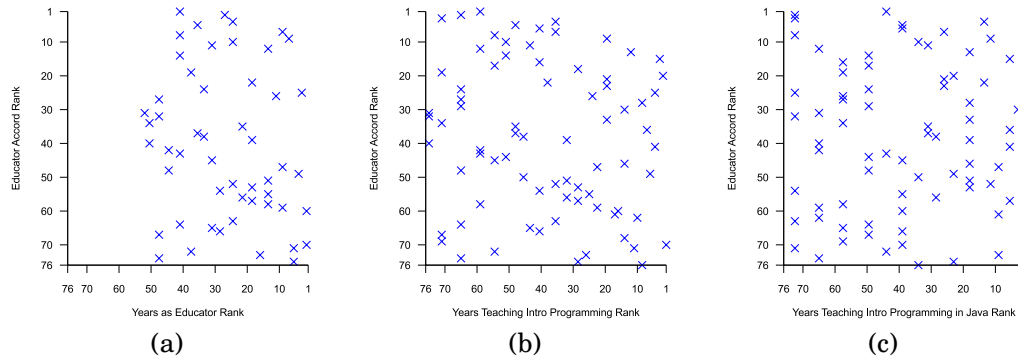 1
10
20
30
40
50
60
70
76
76 70 60 50 40 30 20 10 1
Educator Accord Rank
Years as Educator Rank
(a)
1
10
20
30
40
50
60
70
76
76 70 60 50 40 30 20 10 1
Educator Accord Rank
Years Teaching Intro Programming Rank
(b)
1
10
20
30
40
50
60
70
76
76 70 60 50 40 30 20 10
Educator Accord Rank
Years Teaching Intro Programming in Java Rank
(c)